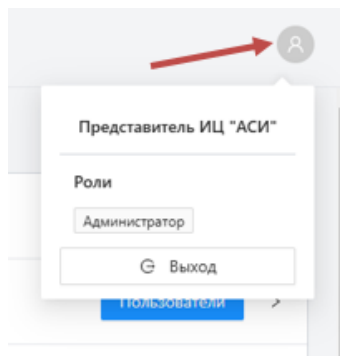 Представитель ИЦ "АСИ"
Роли
Администратор
Выход
Пользователи